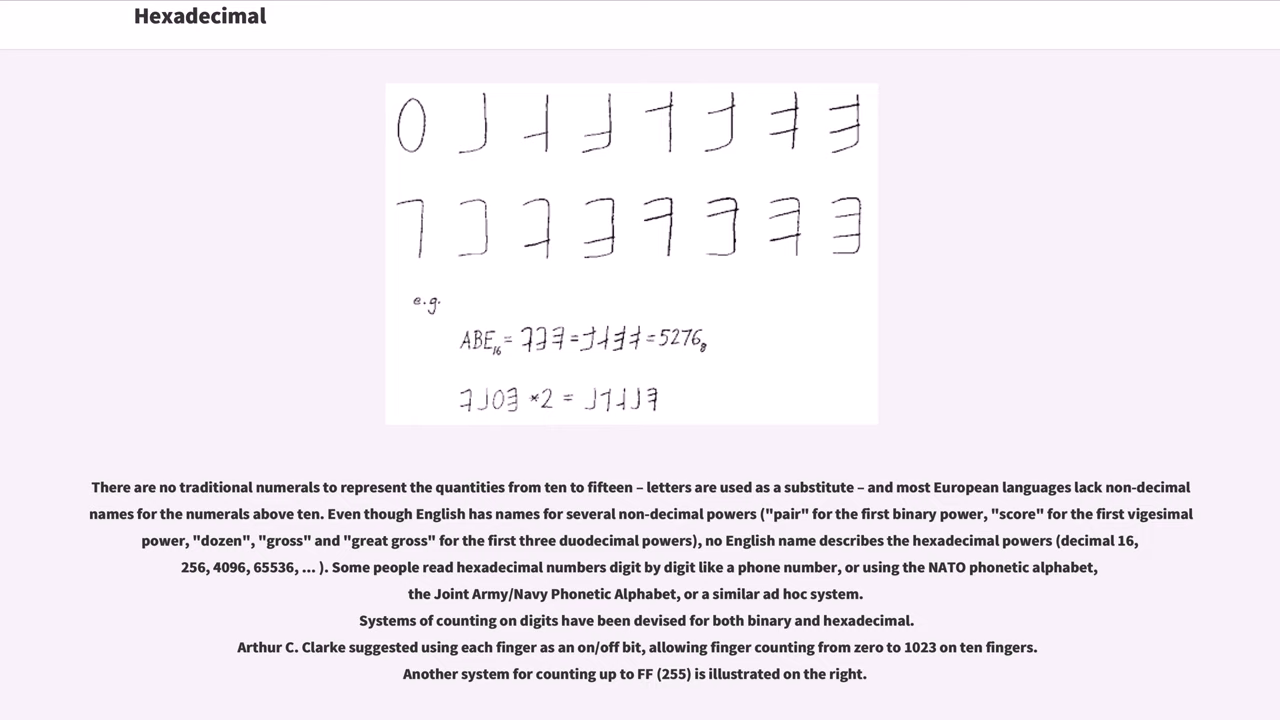 Hexadecimal
0
e.g.
ABE₁₆ = = = 5276₈
0 *2 =
There are no traditional numerals to represent the quantities from ten to fifteen – letters are used as a substitute – and most European languages lack non-decimal
names for the numerals above ten. Even though English has names for several non-decimal powers ("pair" for the first binary power, "score" for the first vigesimal
power, "dozen", "gross" and "great gross" for the first three duodecimal powers), no English name describes the hexadecimal powers (decimal 16,
256, 4096, 65536, ... ). Some people read hexadecimal numbers digit by digit like a phone number, or using the NATO phonetic alphabet,
the Joint Army/Navy Phonetic Alphabet, or a similar ad hoc system.
Systems of counting on digits have been devised for both binary and hexadecimal.
Arthur C. Clarke suggested using each finger as an on/off bit, allowing finger counting from zero to 1023 on ten fingers.
Another system for counting up to FF (255) is illustrated on the right.